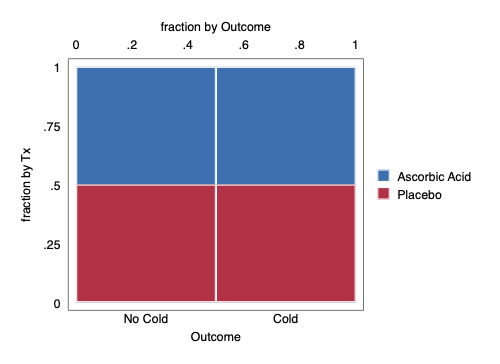 fraction by Outcome
0 .2 .4 .6 .8 1
1
.75
.5
.25
0
fraction by Tx
Ascorbic Acid
Placebo
No Cold Cold
Outcome